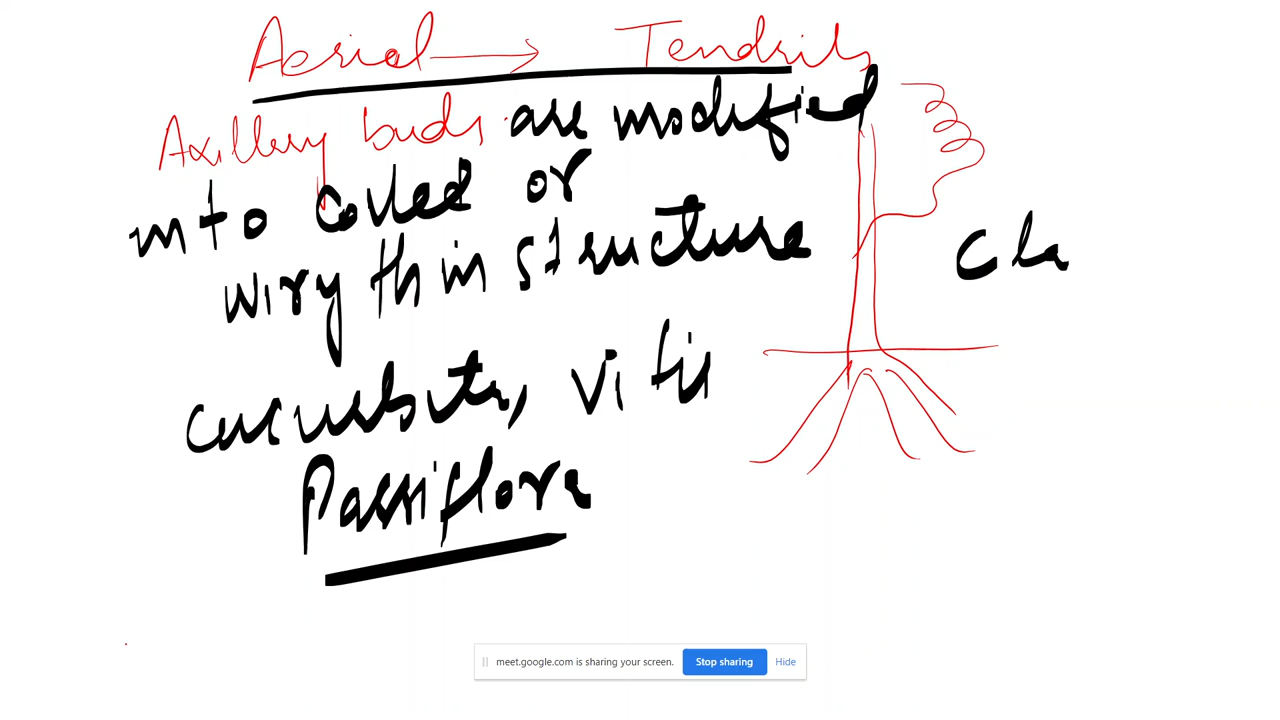 Aerial → Tendrils
Axillery buds are modified
into coiled or
wiry thin structure
cucurbita, vitis
Passiflora
Cla
meet.google.com is sharing your screen. Stop sharing Hide